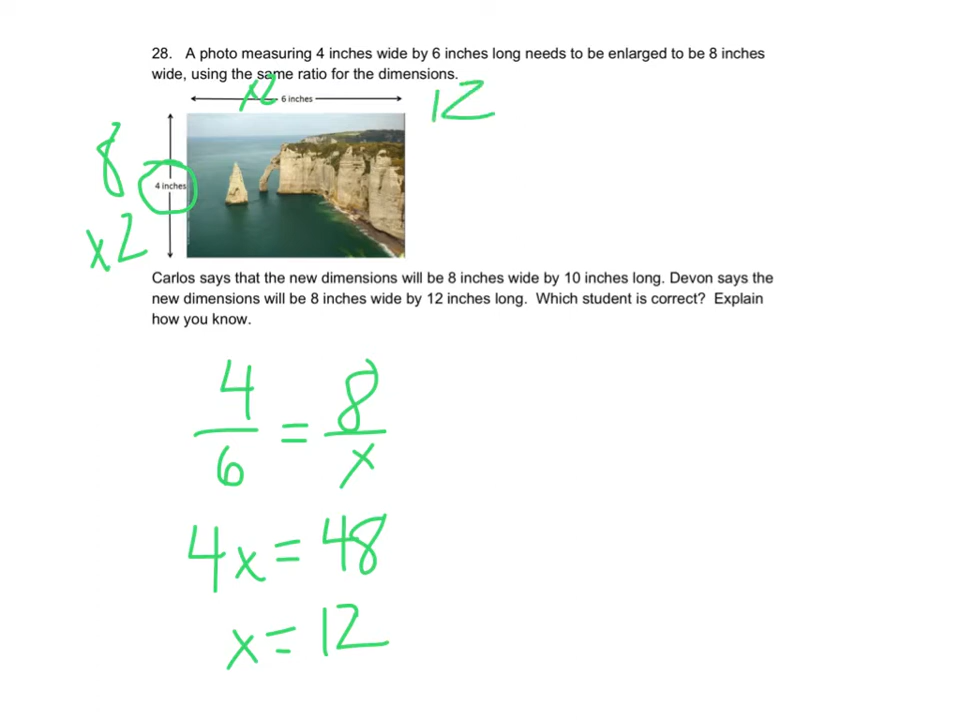 28. A photo measuring 4 inches wide by 6 inches long needs to be enlarged to be 8 inches
wide, using the same ratio for the dimensions.
6 inches
12
8
4 inches
x2
Carlos says that the new dimensions will be 8 inches wide by 10 inches long. Devon says the
new dimensions will be 8 inches wide by 12 inches long. Which student is correct? Explain
how you know.
4/6 = 8/x
4x = 48
x = 12